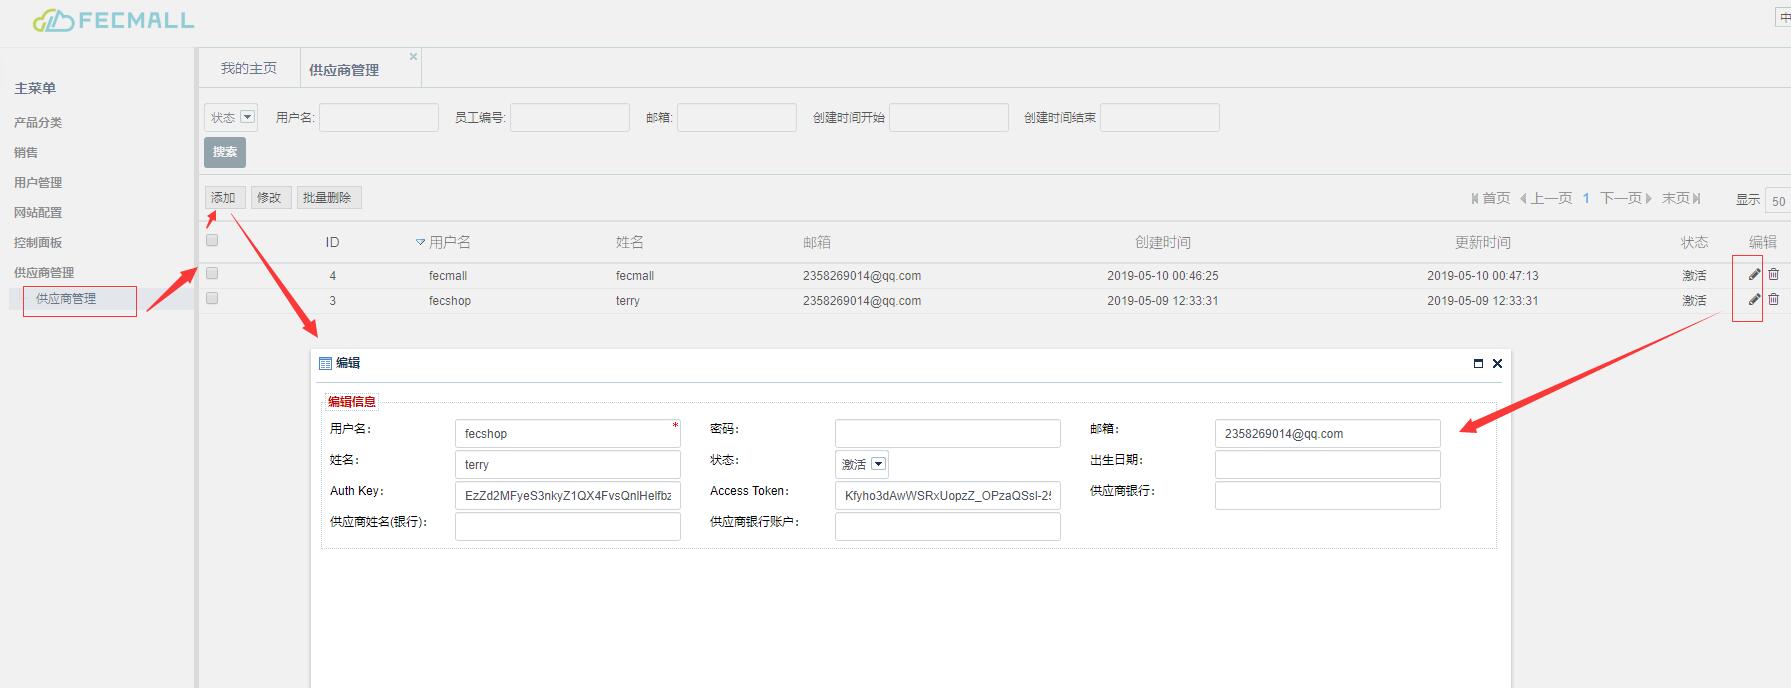 FECMALL
中
主菜单
产品分类
销售
用户管理
网站配置
控制面板
供应商管理
供应商管理
我的主页 供应商管理
状态 用户名: 员工编号: 邮箱: 创建时间开始 创建时间结束
搜索
添加 修改 批量删除 首页 上一页 1 下一页 末页 显示 50
ID 用户名 姓名 邮箱 创建时间 更新时间 状态 编辑
4 fecmall fecmall 2358269014@qq.com 2019-05-10 00:46:25 2019-05-10 00:47:13 激活
3 fecshop terry 2358269014@qq.com 2019-05-09 12:33:31 2019-05-09 12:33:31 激活
编辑
编辑信息
用户名: fecshop * 密码: 邮箱: 2358269014@qq.com
姓名: terry 状态: 激活 出生日期:
Auth Key: Access Token: 供应商银行:
供应商姓名(银行): 供应商银行账户: